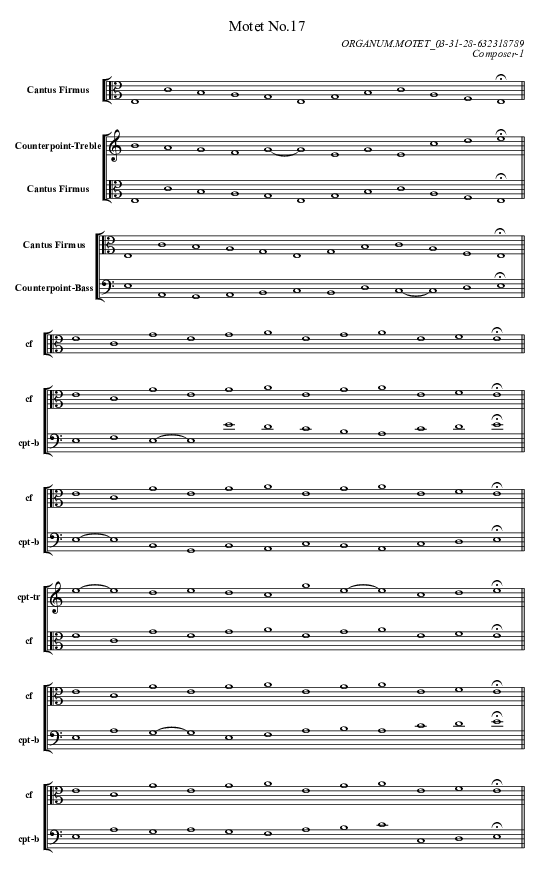 Motet No.17
ORGANUM.MOTET_03-31-28-632318789
Composer-1
Cantus Firmus
Counterpoint-Treble
Cantus Firmus
Cantus Firmus
Counterpoint-Bass
cf
cf
cpt-b
cf
cpt-b
cpt-tr
cf
cf
cpt-b
cf
cpt-b